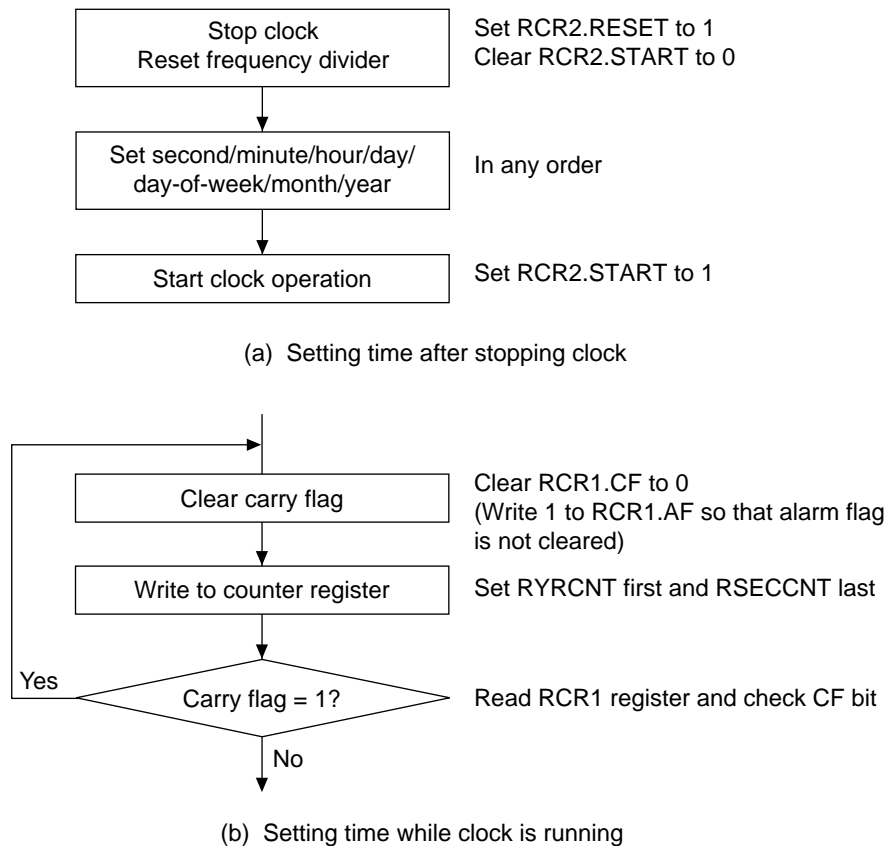 Stop clock
Reset frequency divider
Set RCR2.RESET to 1
Clear RCR2.START to 0
Set second/minute/hour/day/
day-of-week/month/year
In any order
Start clock operation
Set RCR2.START to 1
(a) Setting time after stopping clock
Clear carry flag
Clear RCR1.CF to 0
(Write 1 to RCR1.AF so that alarm flag
is not cleared)
Write to counter register
Set RYRCNT first and RSECCNT last
Yes
Carry flag = 1?
Read RCR1 register and check CF bit
No
(b) Setting time while clock is running